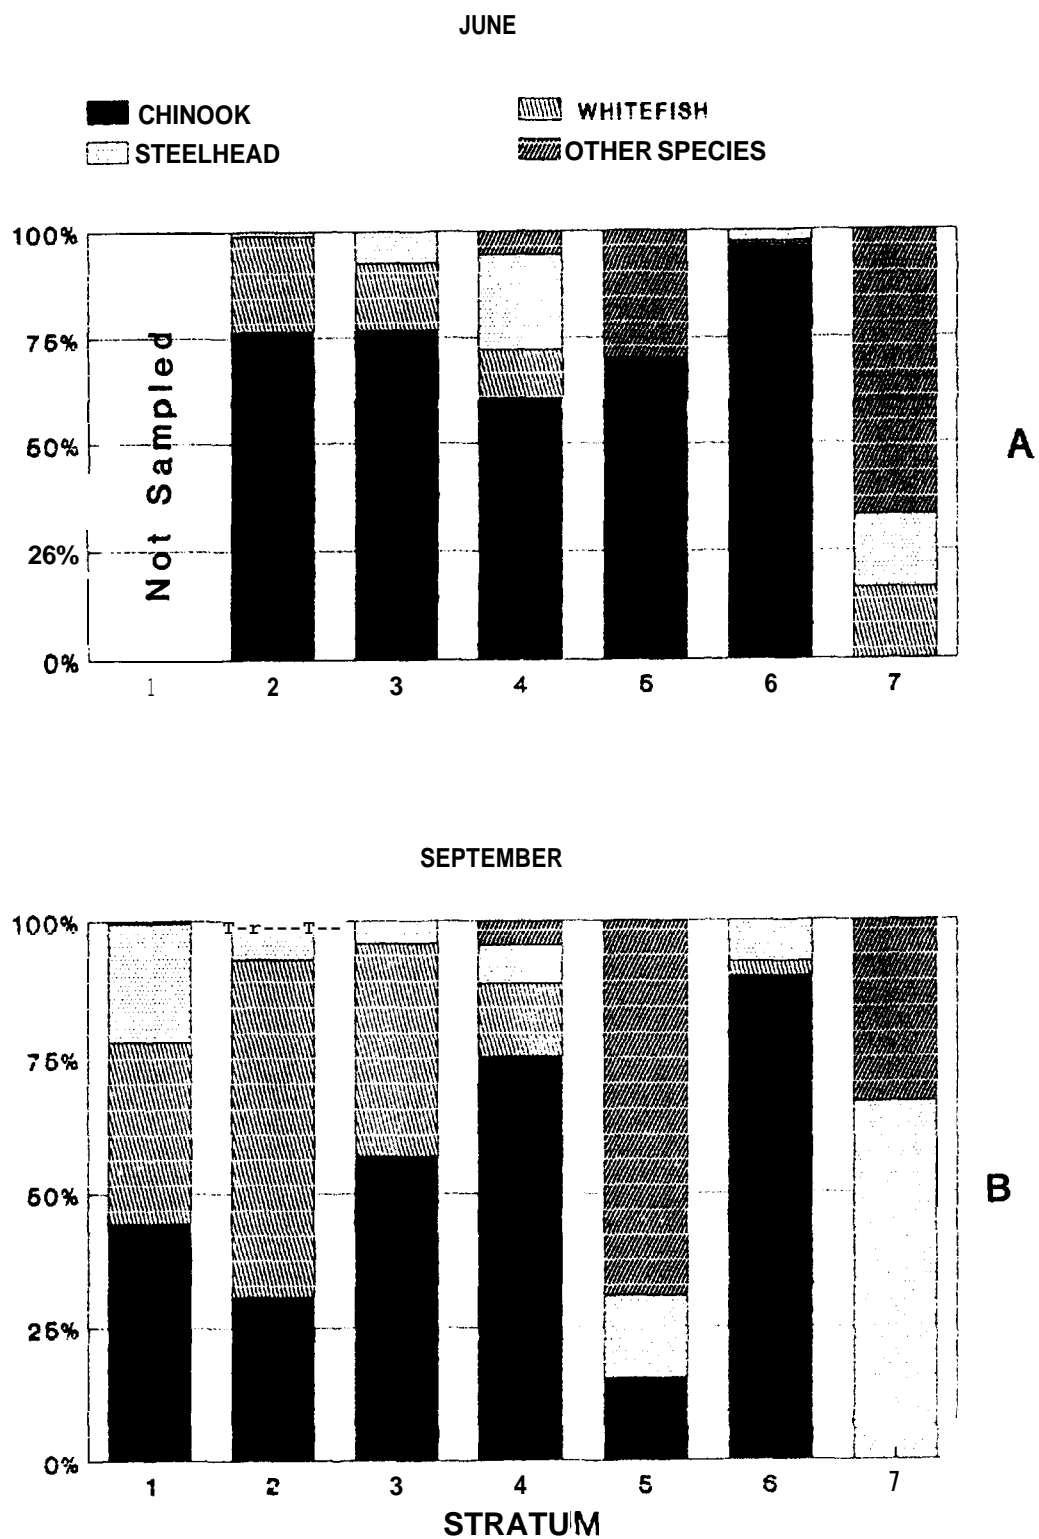 JUNE
CHINOOK
WHITEFISH
STEELHEAD
OTHER SPECIES
100%
75%
50%
26%
0%
Not Sampled
A
1 2 3 4 5 6 7
SEPTEMBER
100%
T-r----T--
75%
50%
25%
0%
B
1 2 3 4 5 6 7
STRATUM